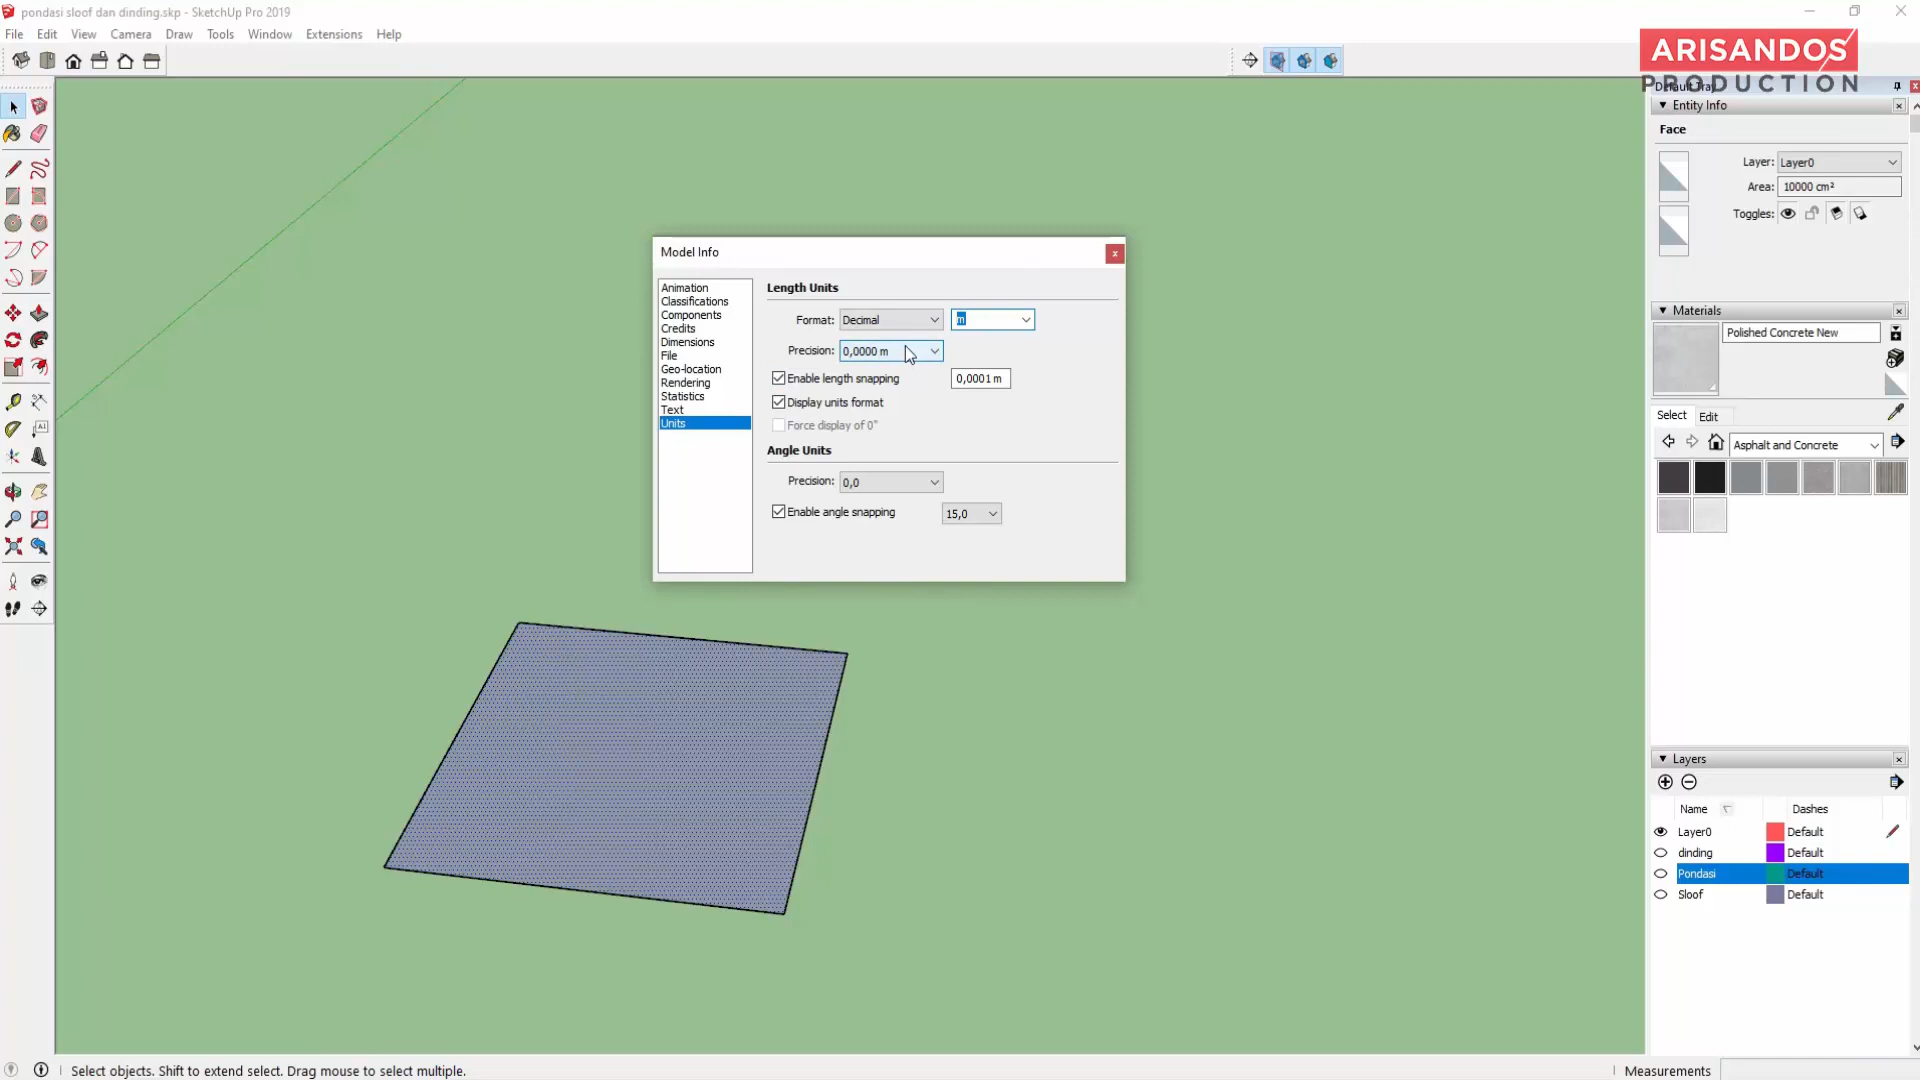 pondasi sloof dan dinding.skp - SketchUp Pro 2019
File Edit View Camera Draw Tools Window Extensions Help
ARISANDOS
PRODUCTION
Default Tray
Entity Info
Face
Layer: Layer0
Area: 10000 cm²
Toggles:
Materials
Polished Concrete New
Select Edit
Asphalt and Concrete
Layers
Name Dashes
Layer0 Default
dinding Default
Pondasi Default
Sloof Default
Model Info
Animation
Classifications
Components
Credits
Dimensions
File
Geo-location
Rendering
Statistics
Text
Units
Length Units
Format: Decimal m
Precision: 0,0000 m
Enable length snapping 0,0001 m
Display units format
Force display of 0"
Angle Units
Precision: 0,0
Enable angle snapping 15,0
Select objects. Shift to extend select. Drag mouse to select multiple.
Measurements